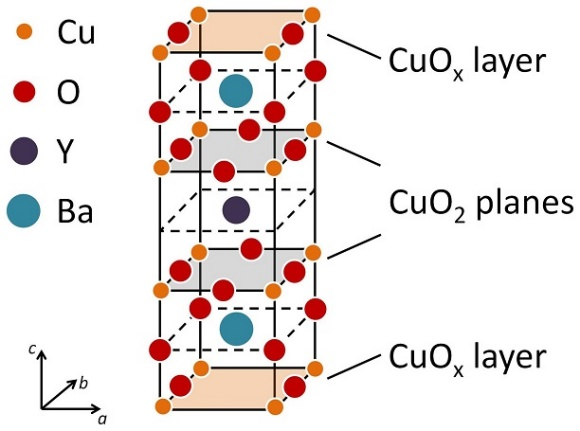 Cu
O
Y
Ba
CuOₓ layer
CuO₂ planes
CuOₓ layer
c
b
a